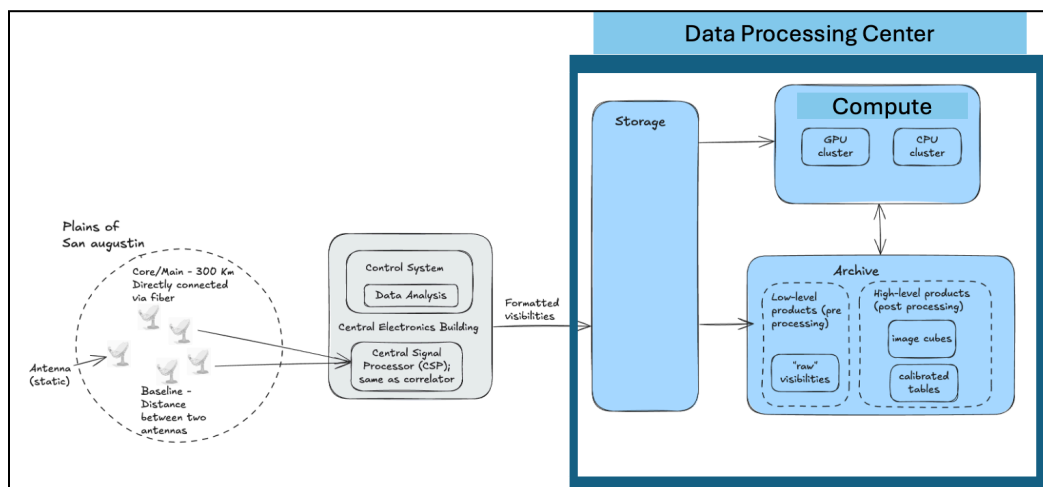 Data Processing Center
Plains of
San augustin
Core/Main - 300 Km
Directly connected
via fiber
Antenna
(static)
Baseline -
Distance
between two
antennas
Control System
Data Analysis
Central Electronics Building
Central Signal
Processor (CSP);
same as correlator
Formatted
visibilities
Storage
Compute
GPU
cluster
CPU
cluster
Archive
Low-level
products (pre
processing)
"raw"
visibilities
High-level products
(post processing)
image cubes
calibrated
tables